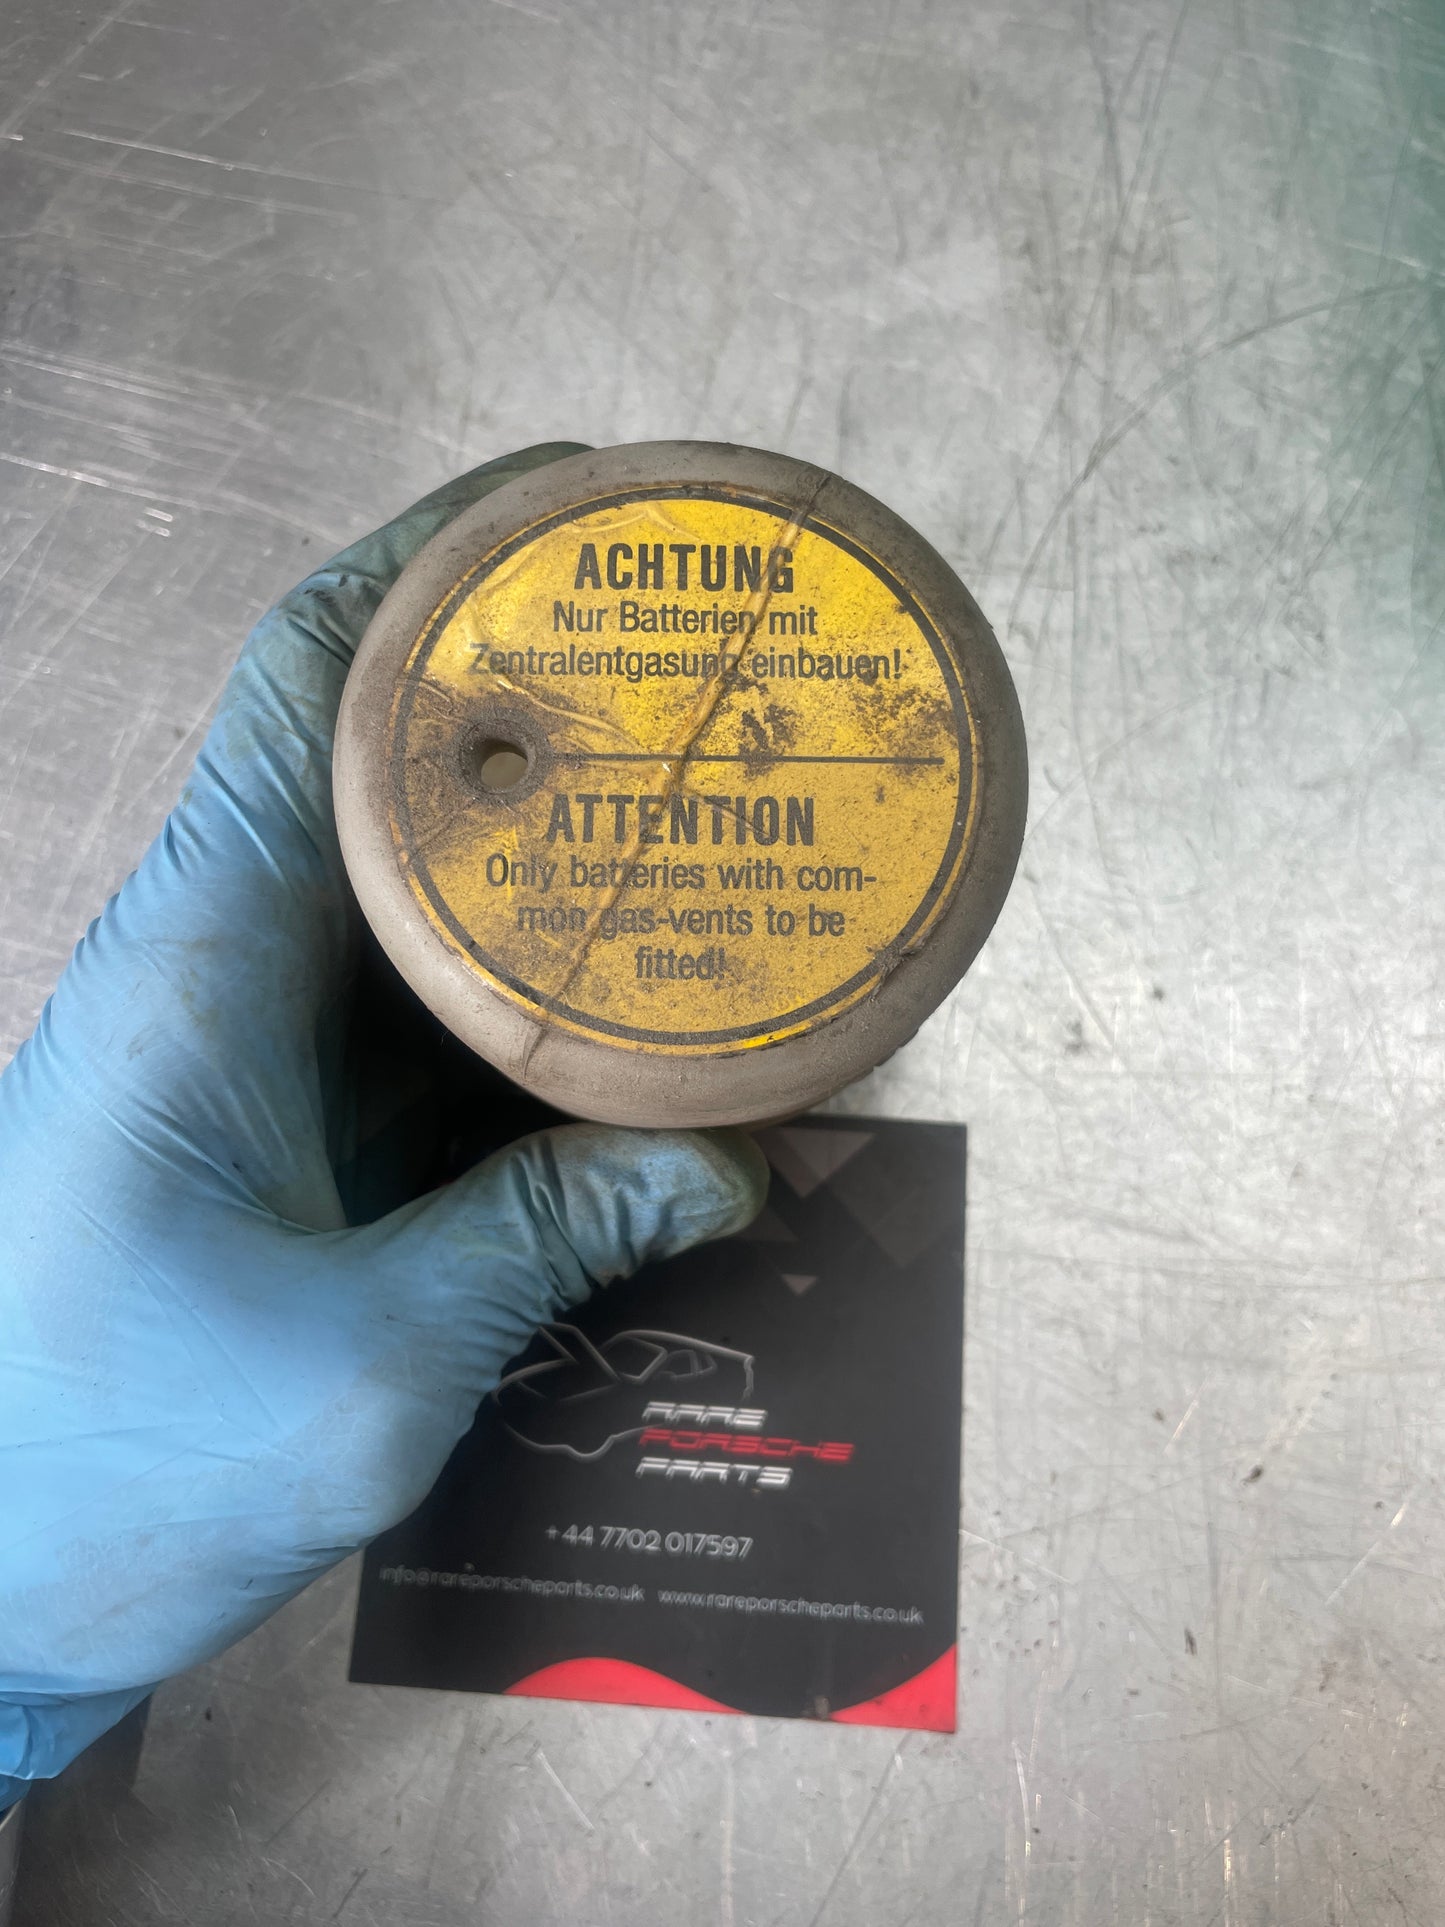 ACHTUNG
Nur Batterien mit
Zentralentgasung einbauen!
ATTENTION
Only batteries with com-
mon gas-vents to be
fitted!
RARE
PORSCHE
PARTS
+44 7702 017597
info@rareporscheparts.co.uk www.rareporscheparts.co.uk